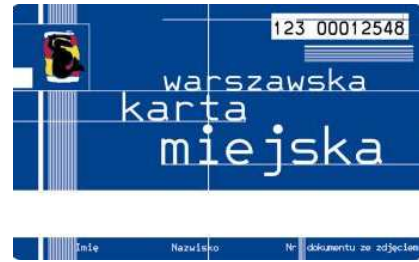 123 00012548
warszawska
karta
miejska
Imię Nazwisko Nr dokumentu ze zdjęciem